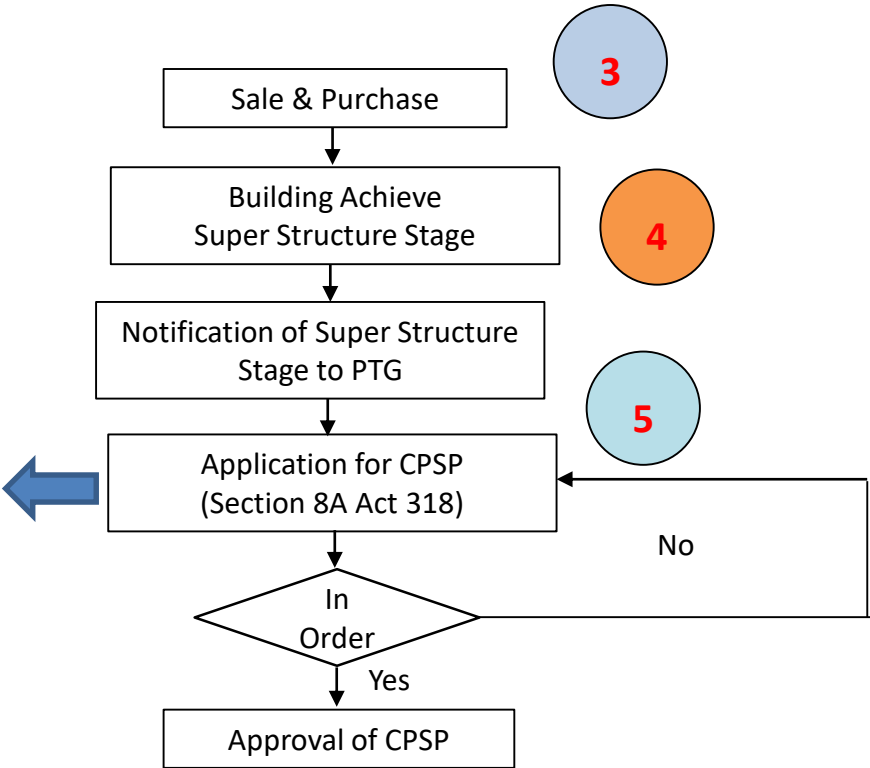 3
Sale & Purchase
Building Achieve
Super Structure Stage
4
Notification of Super Structure
Stage to PTG
5
Application for CPSP
(Section 8A Act 318)
No
In
Order
Yes
Approval of CPSP